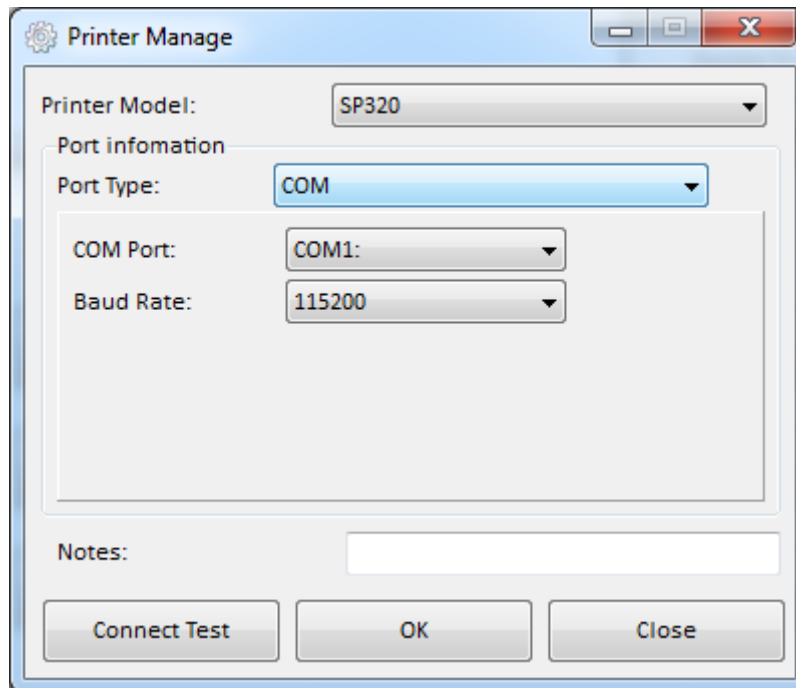 Printer Manage
Printer Model: SP320
Port infomation
Port Type: COM
COM Port: COM1:
Baud Rate: 115200
Notes:
Connect Test OK Close